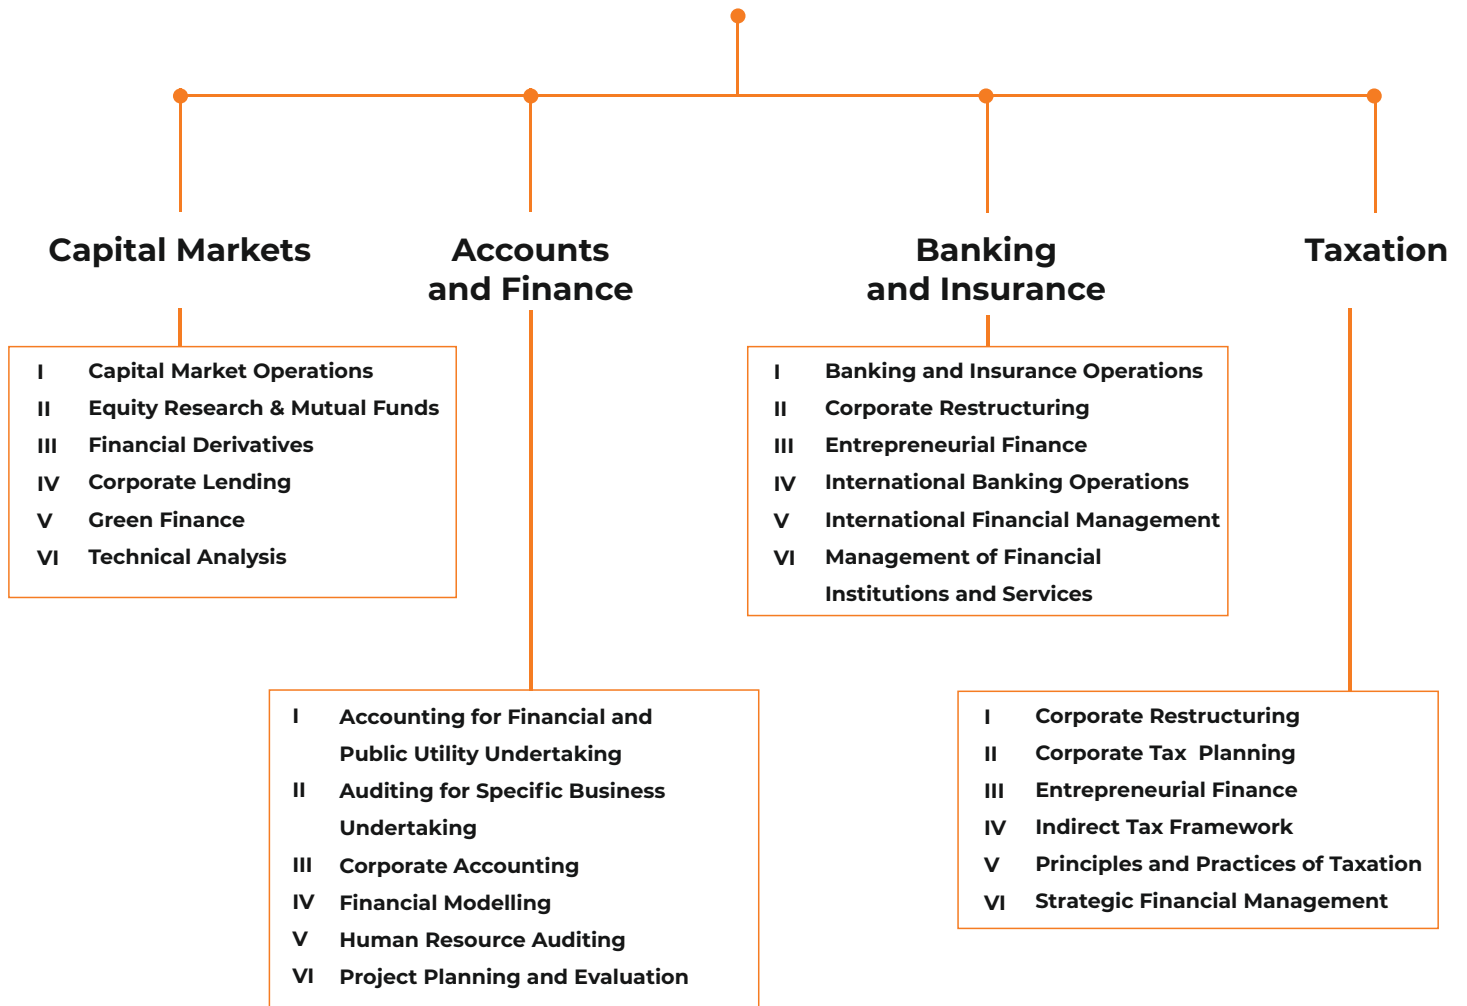 Capital Markets
Accounts
and Finance
Banking
and Insurance
Taxation
I Capital Market Operations
II Equity Research & Mutual Funds
III Financial Derivatives
IV Corporate Lending
V Green Finance
VI Technical Analysis
I Banking and Insurance Operations
II Corporate Restructuring
III Entrepreneurial Finance
IV International Banking Operations
V International Financial Management
VI Management of Financial
Institutions and Services
I Accounting for Financial and
Public Utility Undertaking
II Auditing for Specific Business
Undertaking
III Corporate Accounting
IV Financial Modelling
V Human Resource Auditing
VI Project Planning and Evaluation
I Corporate Restructuring
II Corporate Tax  Planning
III Entrepreneurial Finance
IV Indirect Tax Framework
V Principles and Practices of Taxation
VI Strategic Financial Management